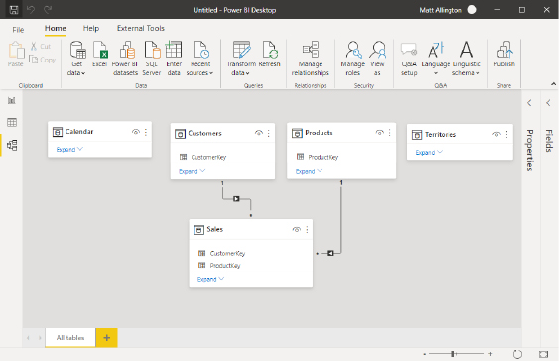 Untitled - Power BI Desktop
Matt Allington
File
Home
Help
External Tools
Paste
Cut
Copy
Clipboard
Get data
Excel
Power BI datasets
SQL Server
Enter data
Recent sources
Data
Transform data
Refresh
Queries
Manage relationships
Relationships
Manage roles
View as
Security
Q&A setup
Language
Linguistic schema
Q&A
Publish
Share
Calendar
Expand
Customers
CustomerKey
Expand
Products
ProductKey
Expand
Territories
Expand
Sales
CustomerKey
ProductKey
Expand
1
1
*
*
Properties
Fields
All tables
+
- +